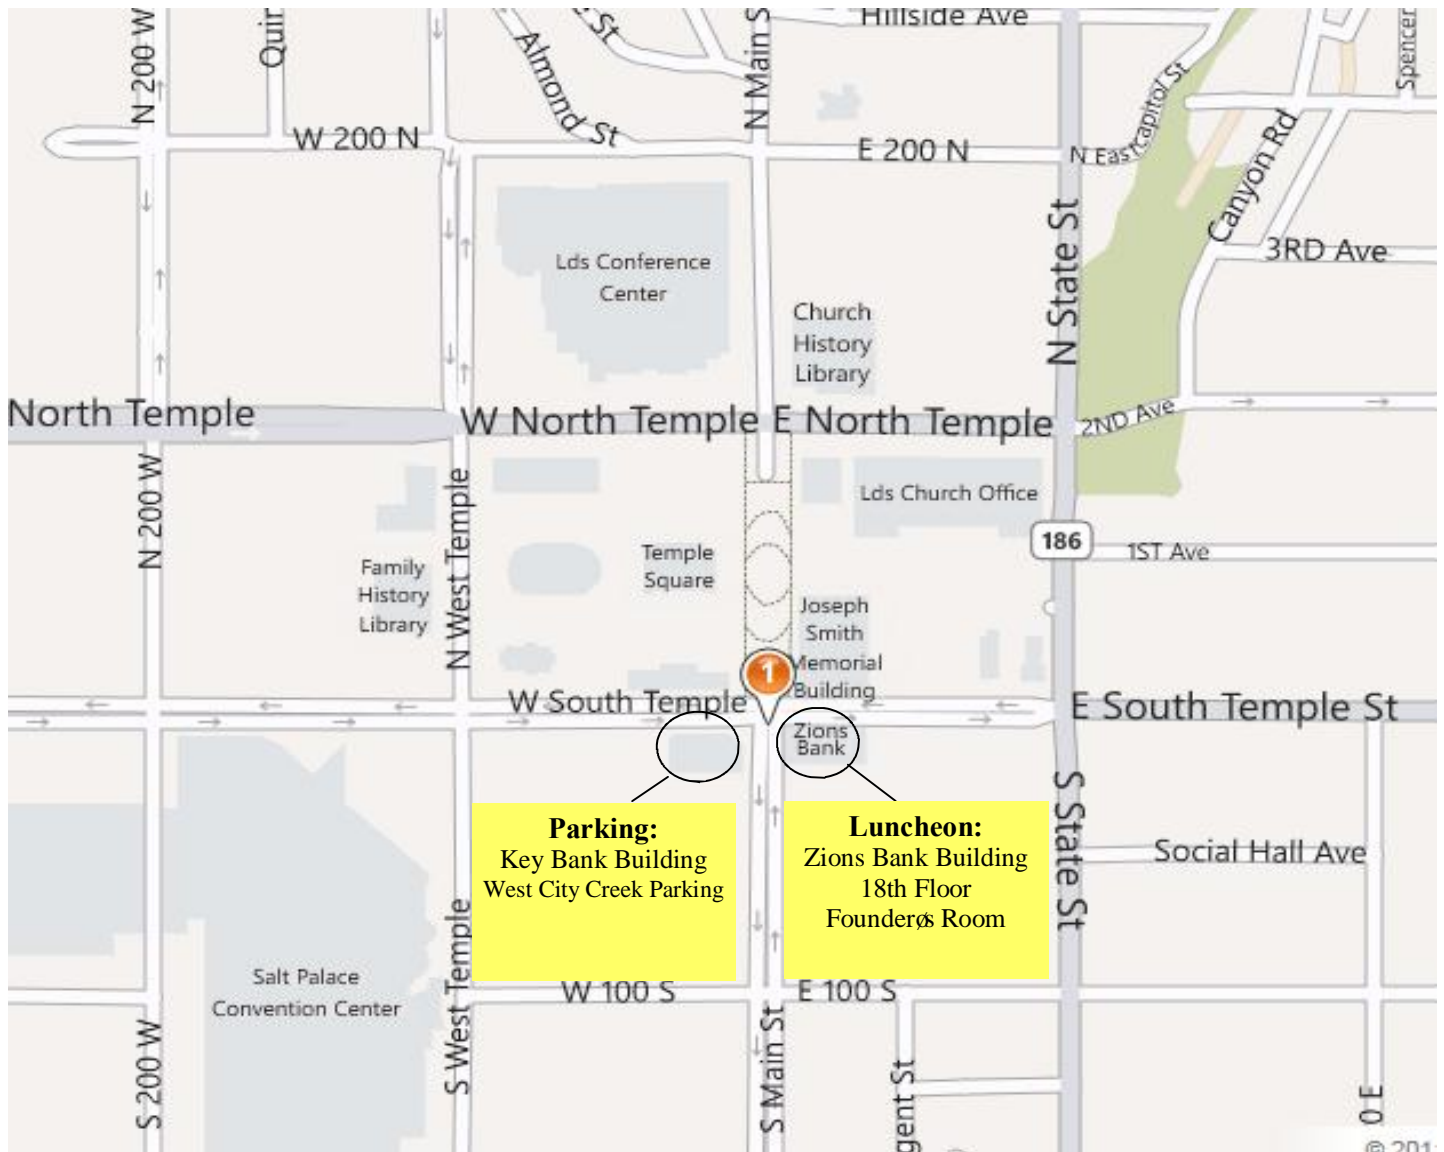 Hillside Ave
N 200 W
N Main S
Almond St
Spencer
N Eastcapitol St
W 200 N
E 200 N
Canyon Rd
3RD Ave
N State St
Lds Conference
Center
Church
History
Library
North Temple
W North Temple
E North Temple
2ND Ave
N 200 W
N West Temple
Lds Church Office
186
1ST Ave
Temple
Square
Family
History
Library
Joseph
Smith
Memorial
Building
1
W South Temple
E South Temple St
Zions
Bank
Parking:
Key Bank Building
West City Creek Parking
Luncheon:
Zions Bank Building
18th Floor
Founderøs Room
S State St
Social Hall Ave
Salt Palace
Convention Center
S West Temple
W 100 S
E 100 S
S 200 W
S Main St
gent St
0 E